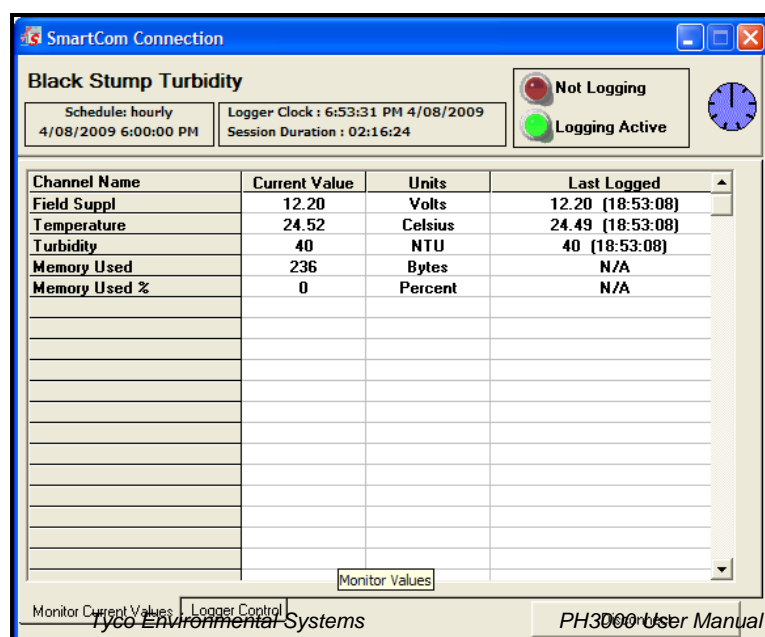 SmartCom Connection
Black Stump Turbidity
Not Logging
Schedule: hourly
4/08/2009 6:00:00 PM
Logger Clock : 6:53:31 PM 4/08/2009
Session Duration : 02:16:24
Logging Active
Channel Name Current Value Units Last Logged
Field Suppl 12.20 Volts 12.20 (18:53:08)
Temperature 24.52 Celsius 24.49 (18:53:08)
Turbidity 40 NTU 40 (18:53:08)
Memory Used 236 Bytes N/A
Memory Used % 0 Percent N/A
Monitor Values
Monitor Current Values Logger Control Disconnect
Tyco Environmental Systems PH3000 User Manual